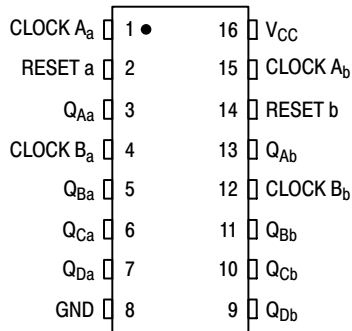 CLOCK Aa 1 16 VCC
RESET a 2 15 CLOCK Ab
QAa 3 14 RESET b
CLOCK Ba 4 13 QAb
QBa 5 12 CLOCK Bb
QCa 6 11 QBb
QDa 7 10 QCb
GND 8 9 QDb